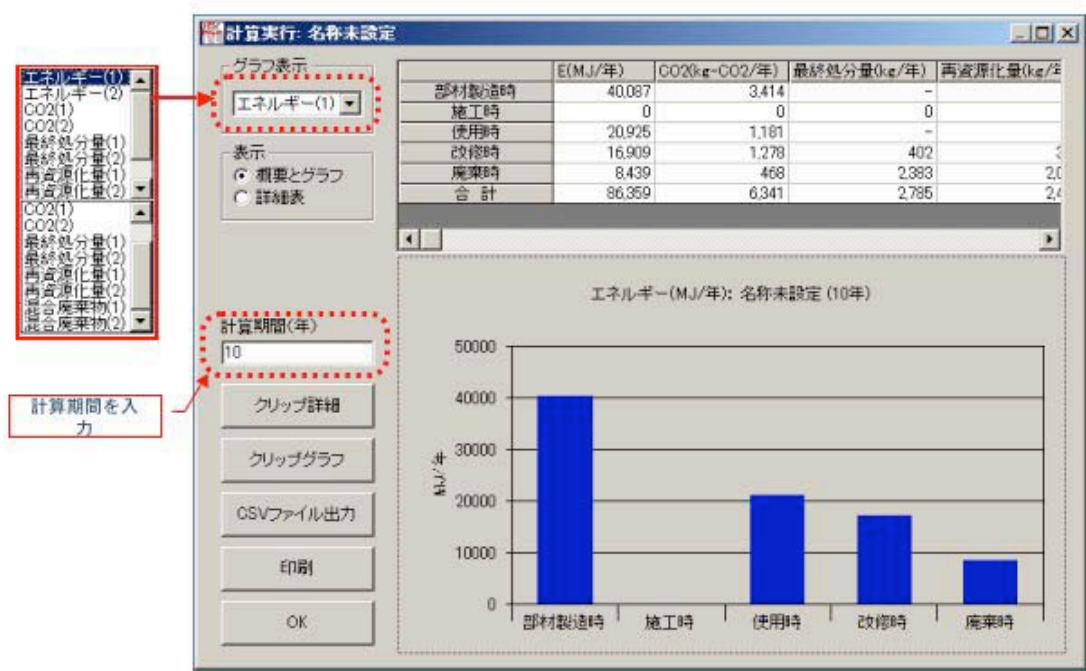 計算実行: 名称未設定
エネルギー(1)
エネルギー(2)
CO2(1)
CO2(2)
最終処分量(1)
最終処分量(2)
再資源化量(1)
再資源化量(2)
CO2(1)
CO2(2)
最終処分量(1)
最終処分量(2)
再資源化量(1)
再資源化量(2)
混合廃棄物(1)
混合廃棄物(2)
グラフ表示
エネルギー(1)
表示
概要とグラフ
詳細表
計算期間(年)
10
計算期間を入
力
クリップ詳細
クリップグラフ
CSVファイル出力
印刷
OK
E(MJ/年) CO2(kg-CO2/年) 最終処分量(kg/年) 再資源化量(kg/年
部材製造時 40,087 3,414 -
施工時 0 0 0
使用時 20,925 1,181 -
改修時 16,909 1,278 402
廃棄時 8,439 468 2,383 2,0
合 計 86,359 6,341 2,785 2,4
エネルギー(MJ/年): 名称未設定 (10年)
MJ/年
50000
40000
30000
20000
10000
0
部材製造時 施工時 使用時 改修時 廃棄時